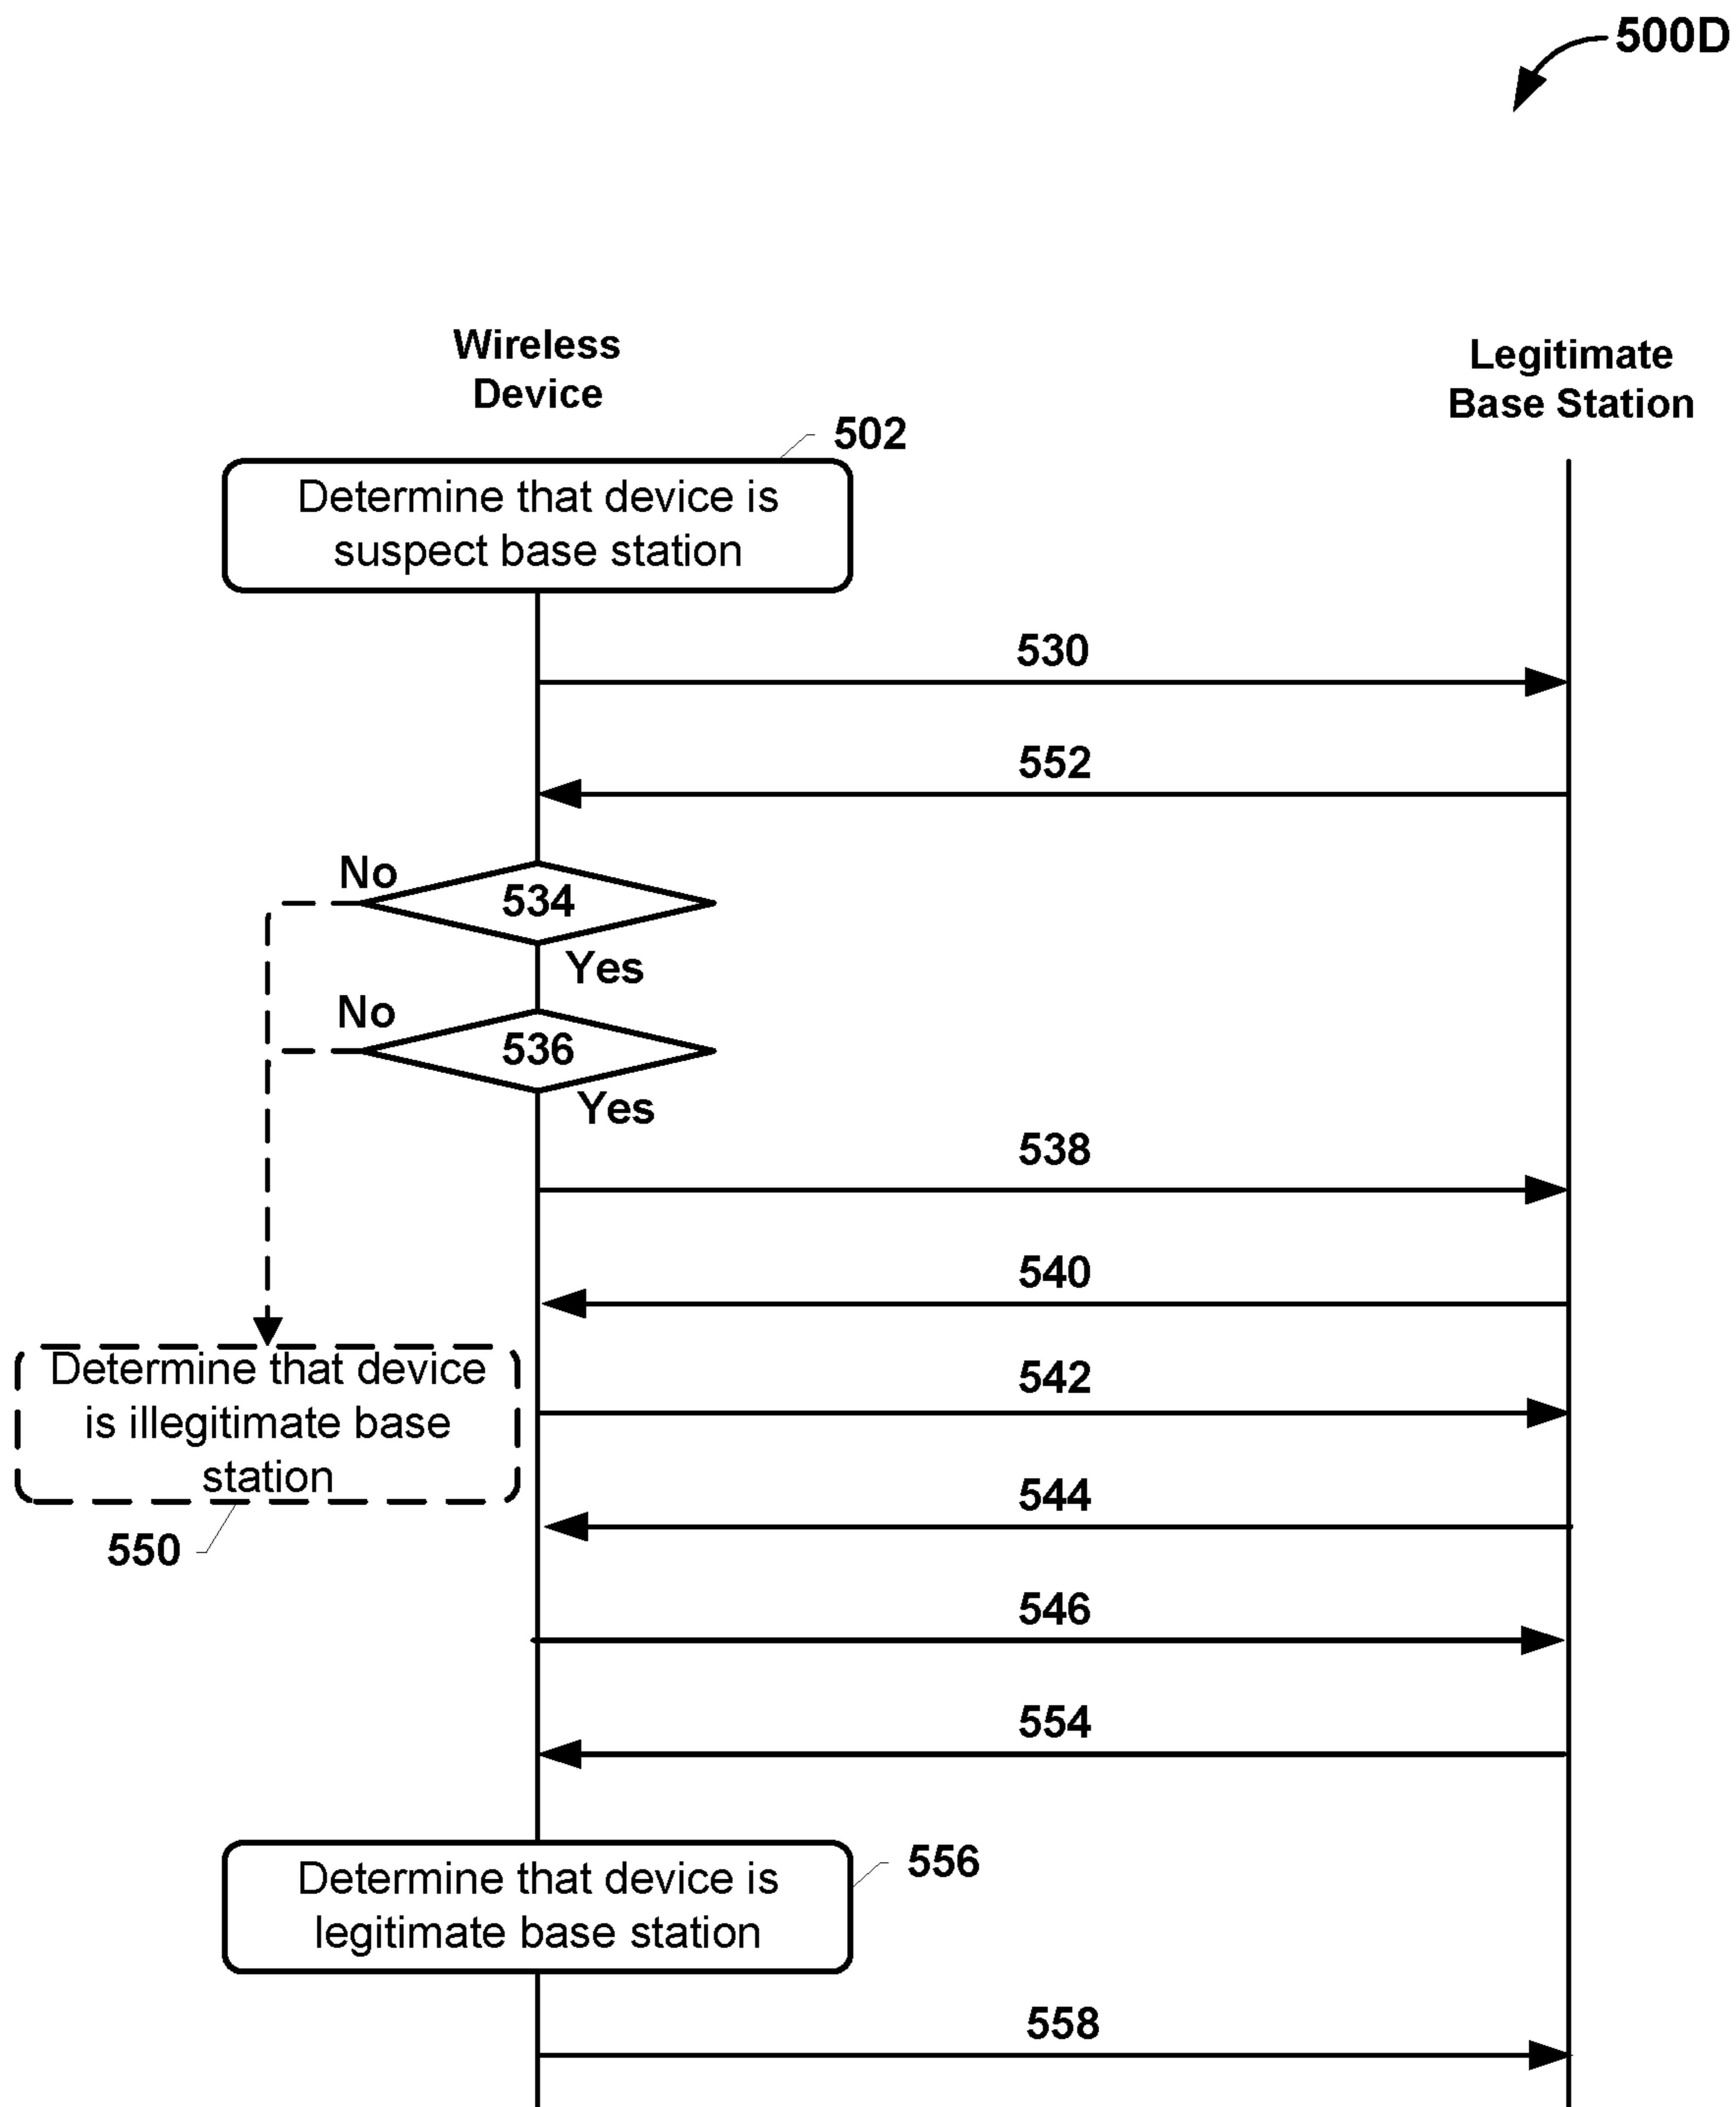 500D
Wireless
Device
Legitimate
Base Station
502
Determine that device is
suspect base station
530
552
No
534
Yes
No
536
Yes
538
540
Determine that device
is illegitimate base
station
542
544
550
546
554
Determine that device is
legitimate base station
556
558